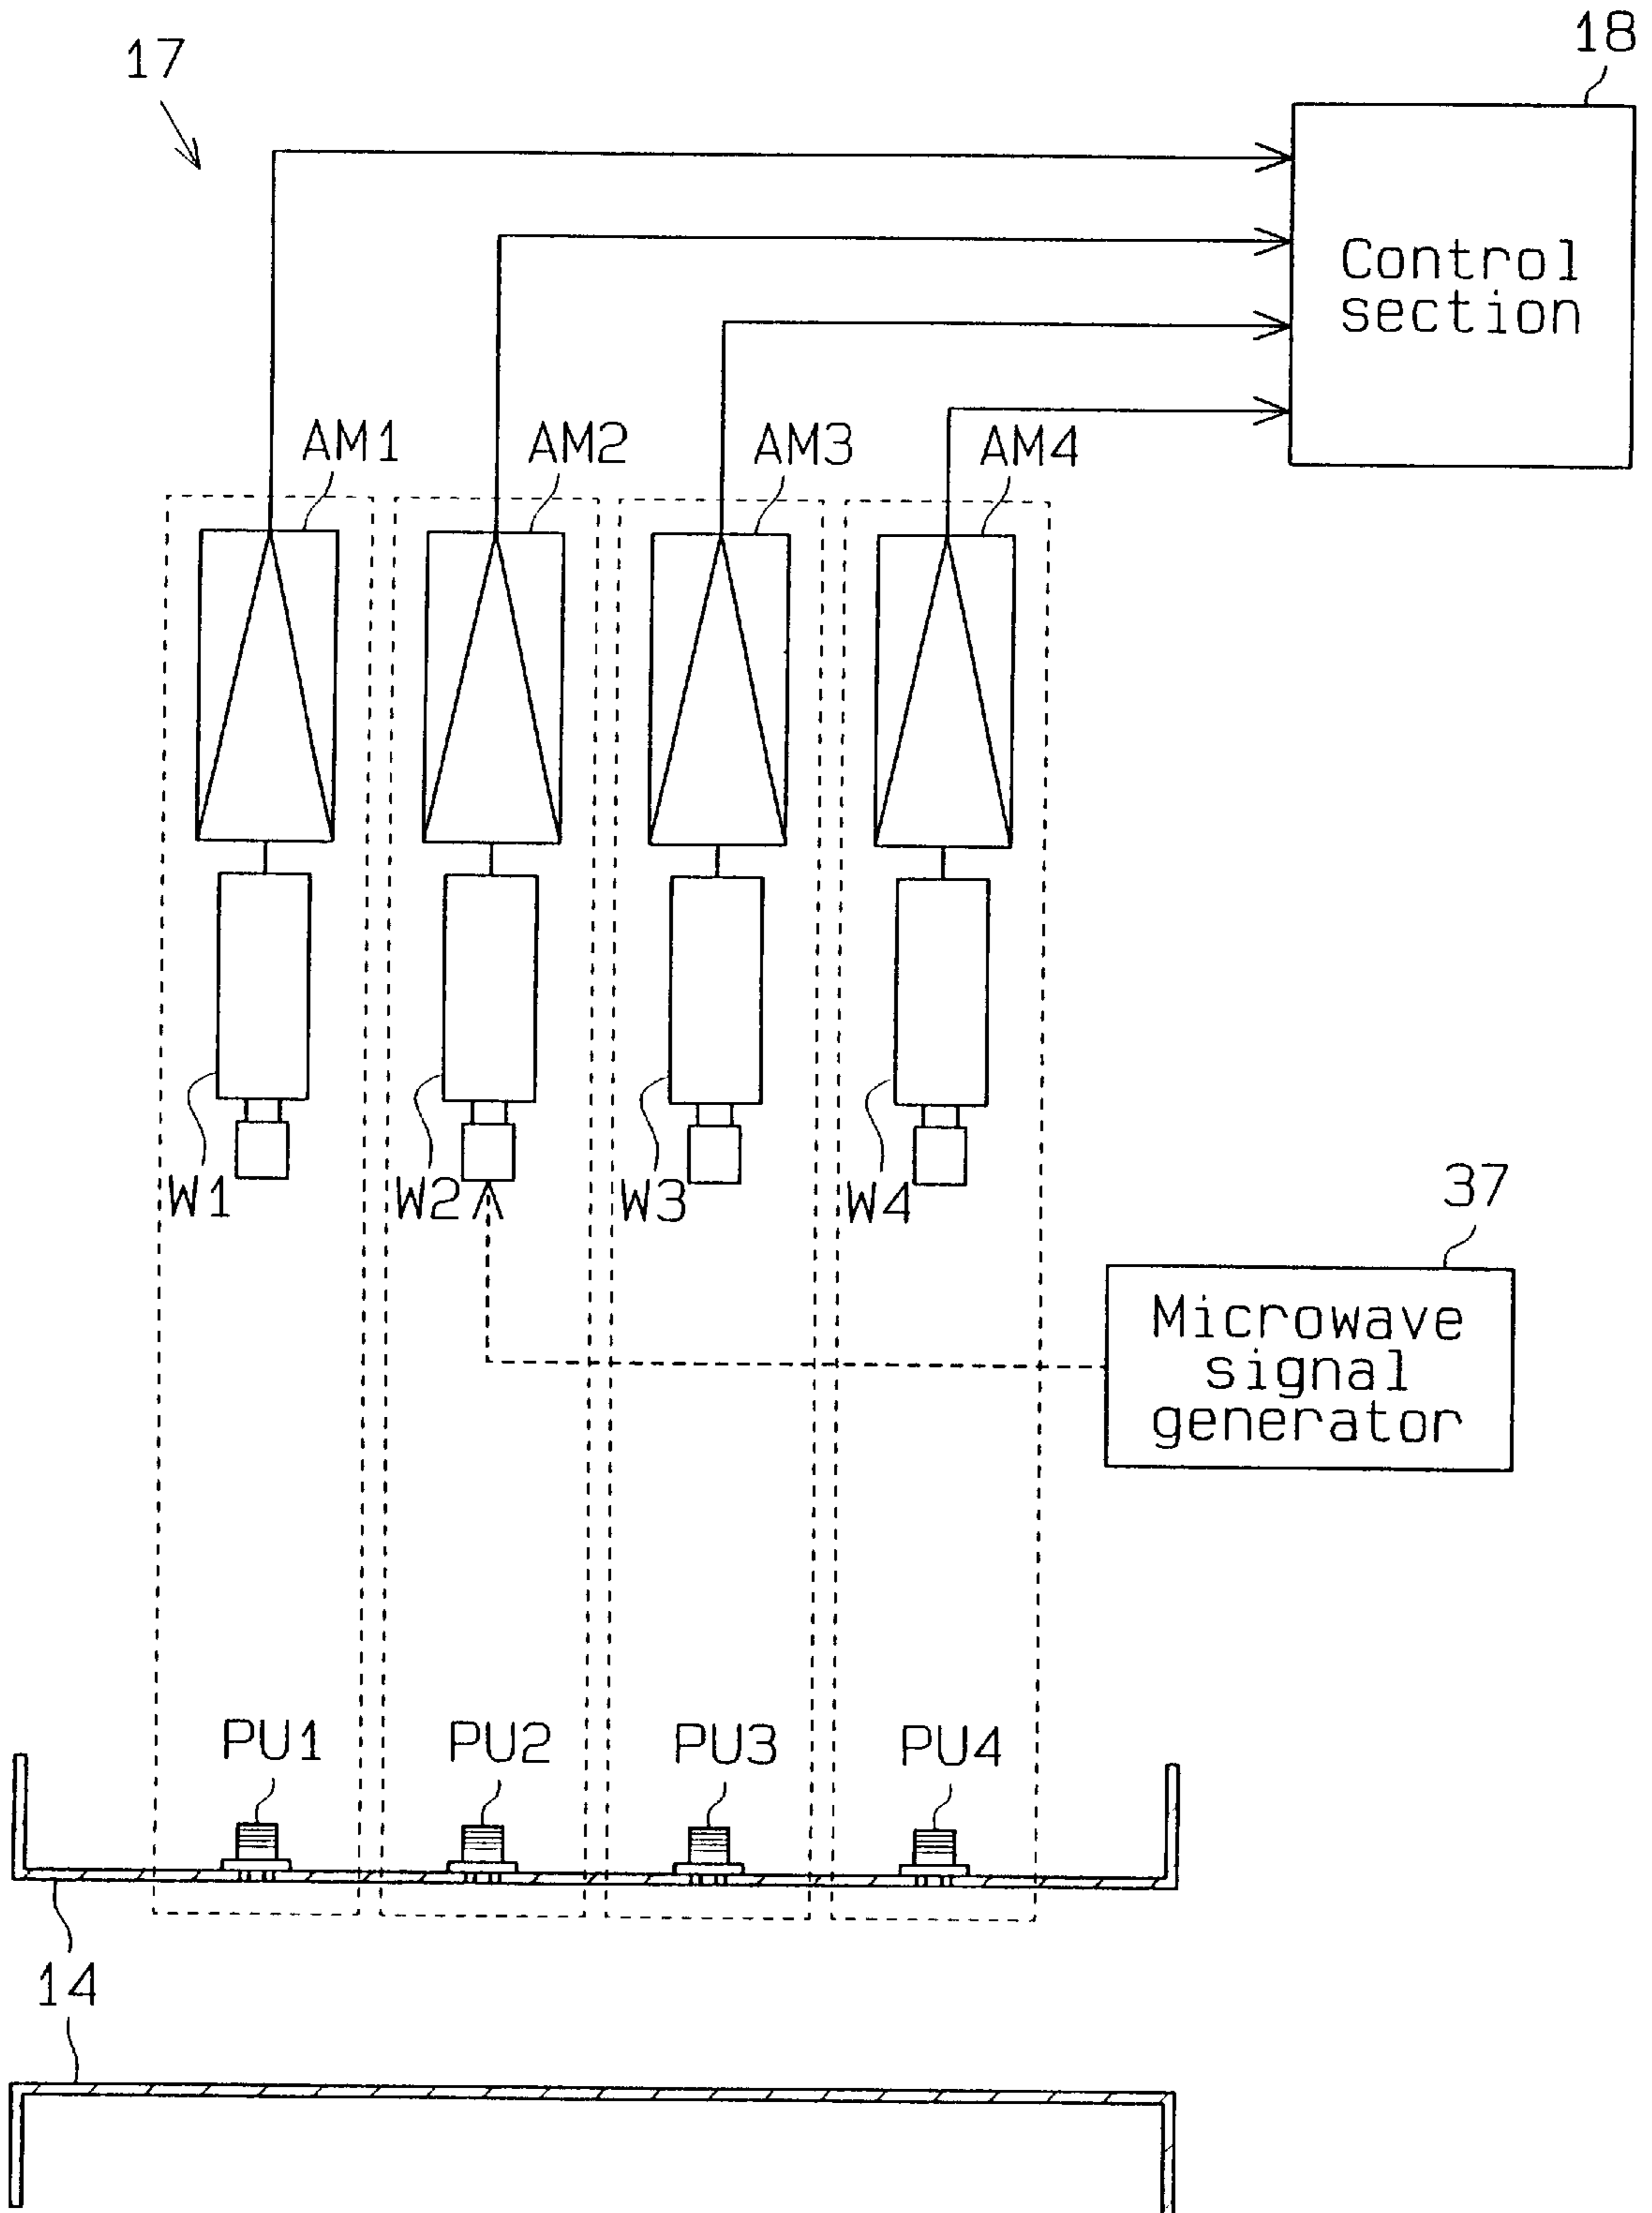 17
18
Control
section
AM1
AM2
AM3
AM4
W1
W2
W3
W4
37
Microwave
signal
generator
PU1
PU2
PU3
PU4
14